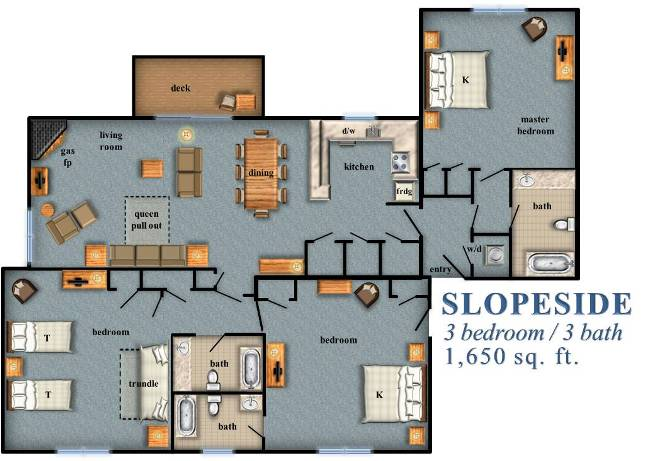 deck
K
master
bedroom
living
room
gas
fp
d/w
kitchen
dining
frdg
queen
pull out
bath
w/d
entry
SLOPESIDE
3 bedroom / 3 bath
1,650 sq. ft.
T
bedroom
bedroom
bath
trundle
T
K
bath